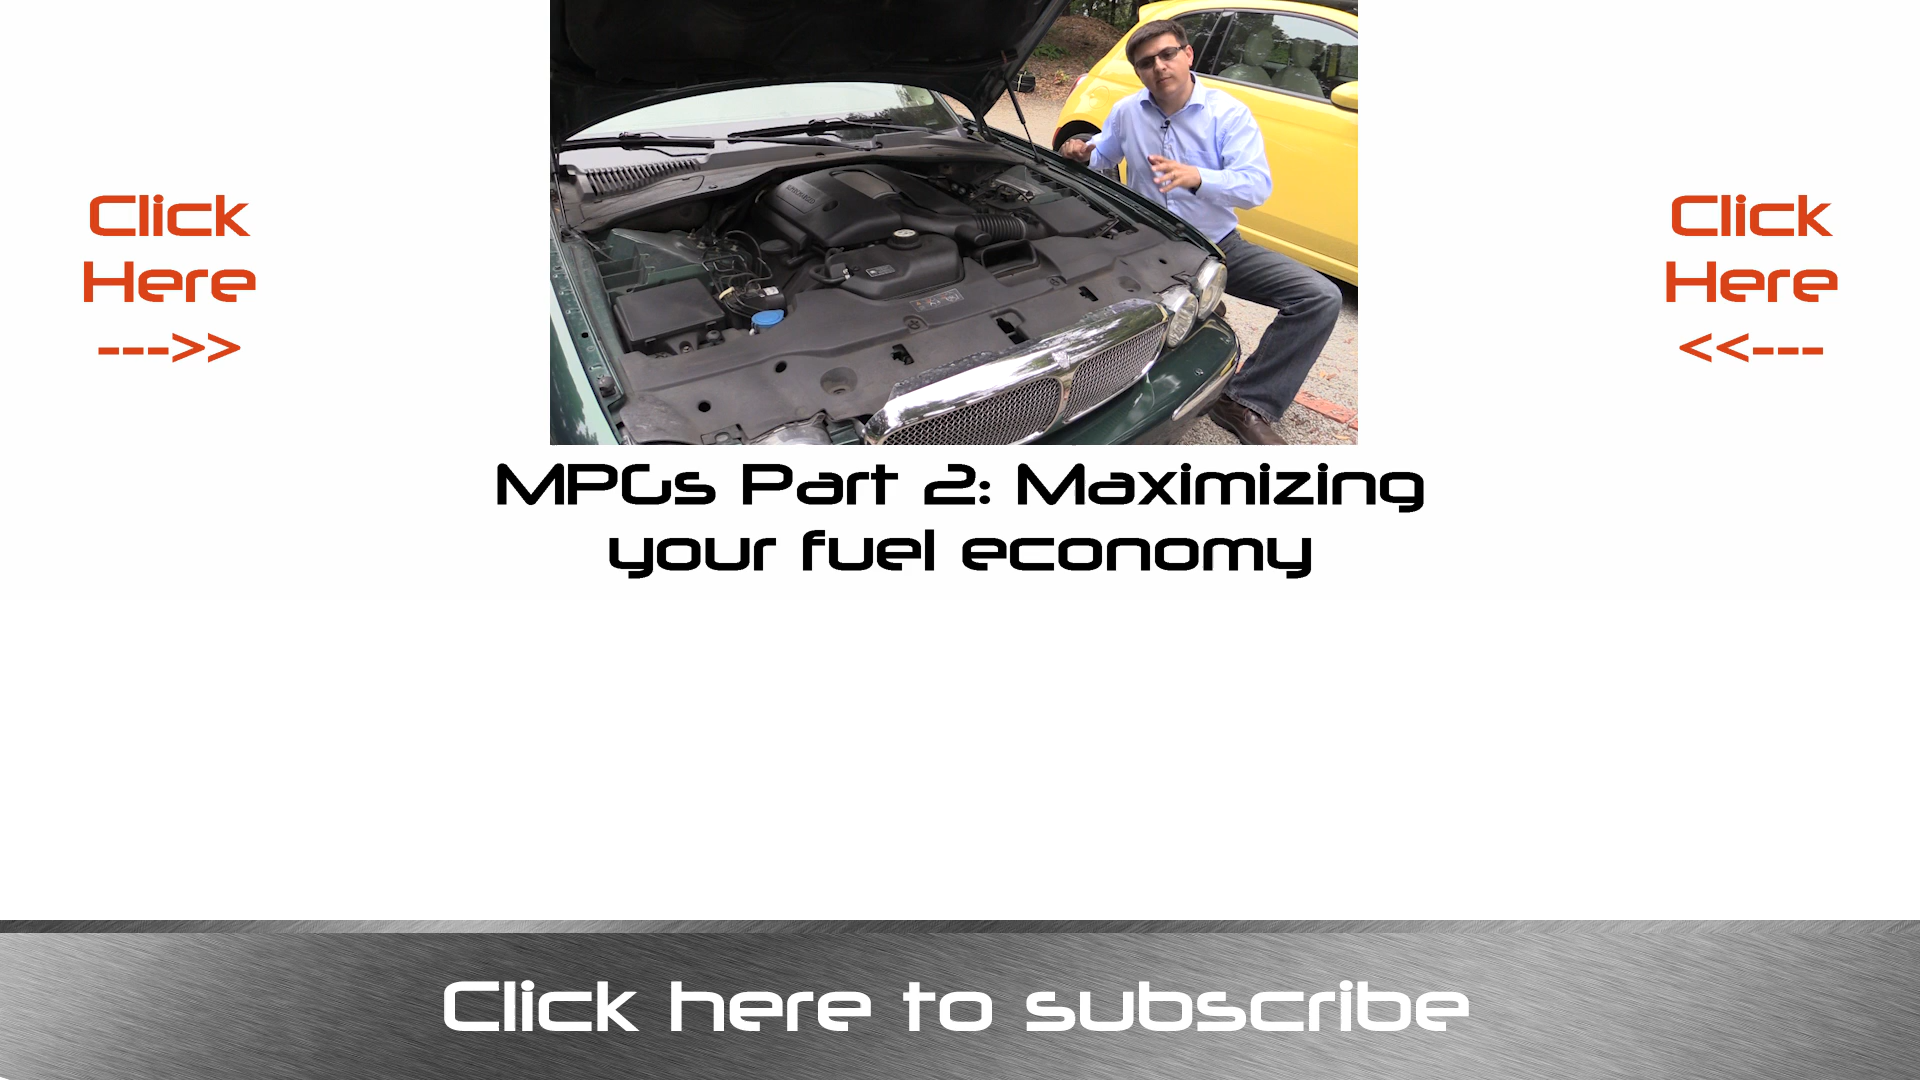 Click
Here
--->>
Click
Here
<<---
MPGs Part 2: Maximizing
your fuel economy
Click here to subscribe